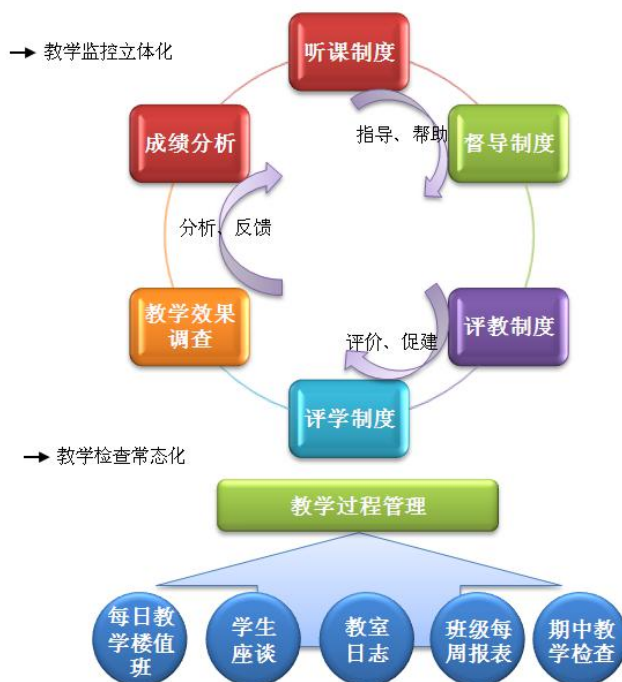 教学监控立体化
听课制度
指导、帮助
督导制度
成绩分析
分析、反馈
教学效果
调查
评价、促建
评教制度
评学制度
教学检查常态化
教学过程管理
每日教
学楼值
班
学生
座谈
教室
日志
班级每
周报表
期中教
学检查